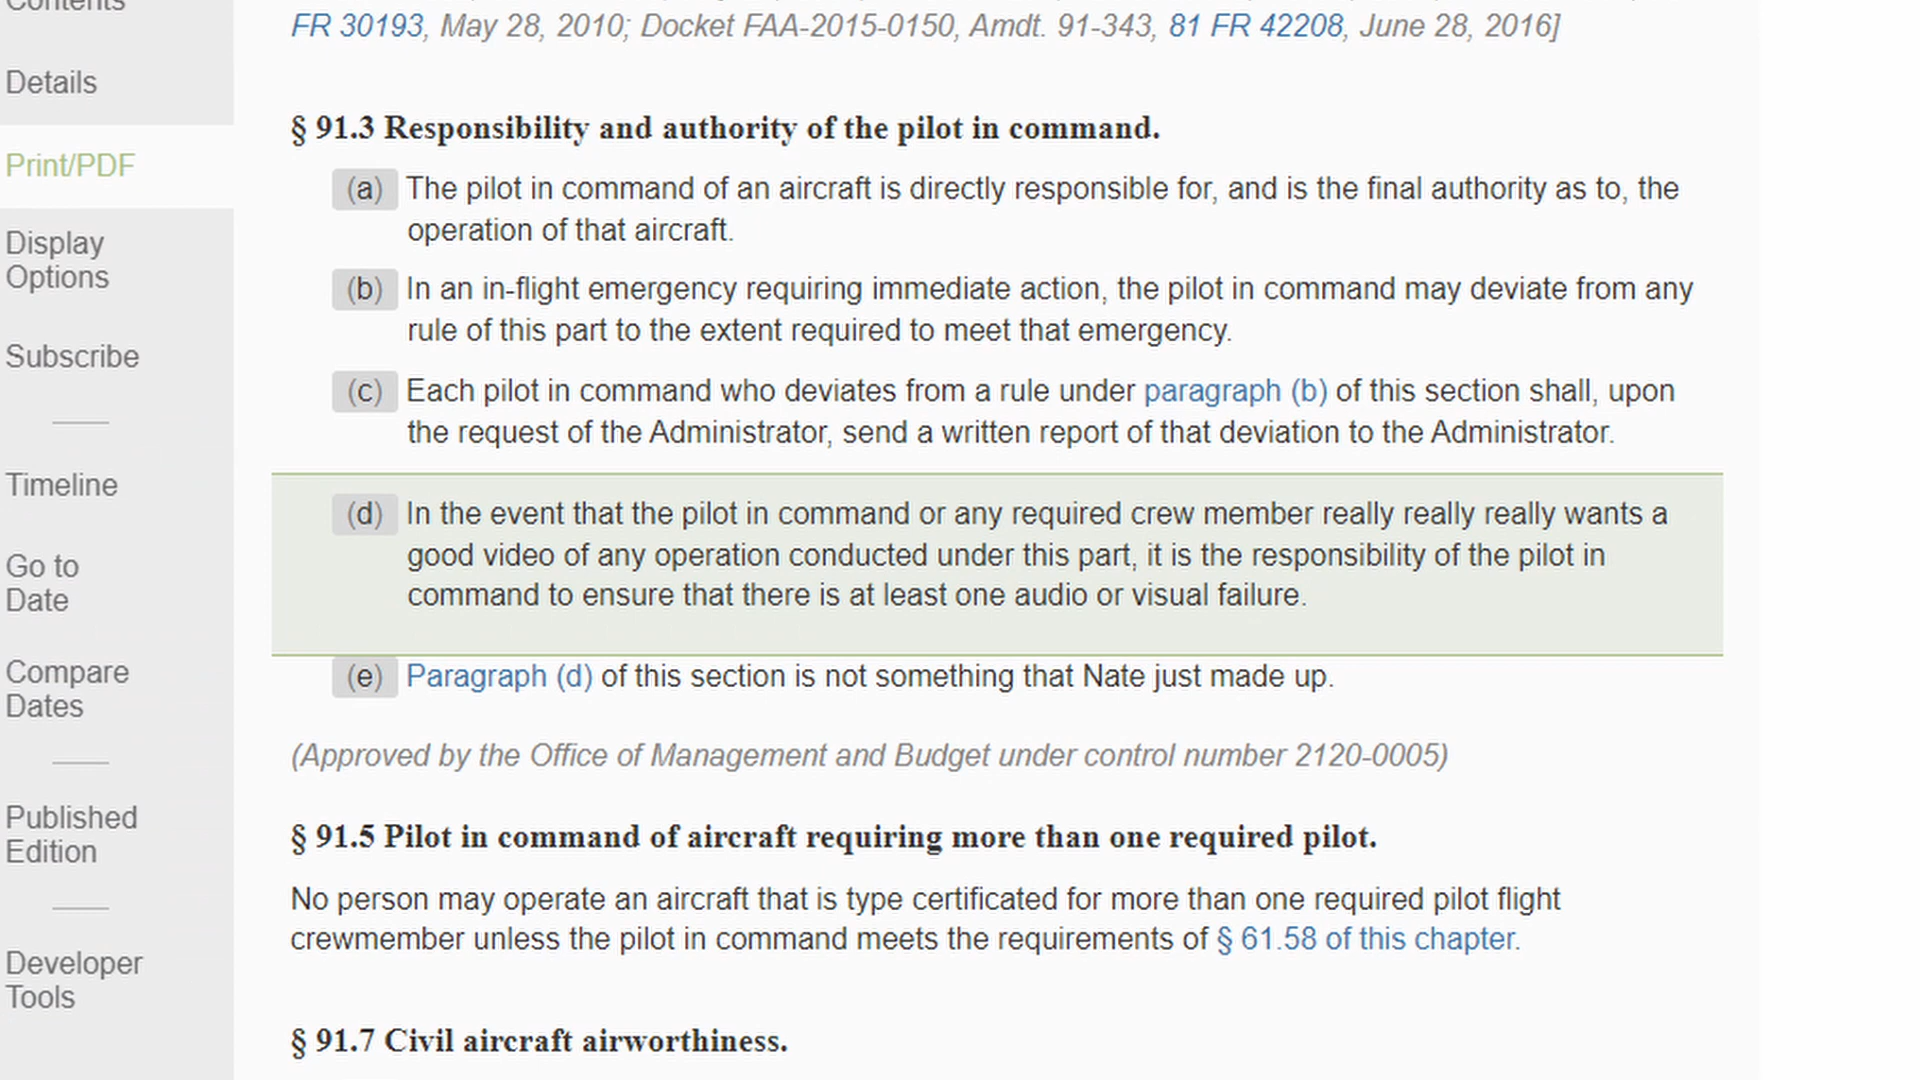 Contents
FR 30193, May 28, 2010; Docket FAA-2015-0150, Amdt. 91-343, 81 FR 42208, June 28, 2016]
Details
§ 91.3 Responsibility and authority of the pilot in command.
Print/PDF
(a) The pilot in command of an aircraft is directly responsible for, and is the final authority as to, the
operation of that aircraft.
Display
Options
(b) In an in-flight emergency requiring immediate action, the pilot in command may deviate from any
rule of this part to the extent required to meet that emergency.
Subscribe
(c) Each pilot in command who deviates from a rule under paragraph (b) of this section shall, upon
the request of the Administrator, send a written report of that deviation to the Administrator.
Timeline
(d) In the event that the pilot in command or any required crew member really really really wants a
good video of any operation conducted under this part, it is the responsibility of the pilot in
command to ensure that there is at least one audio or visual failure.
Go to
Date
Compare
Dates
(e) Paragraph (d) of this section is not something that Nate just made up.
(Approved by the Office of Management and Budget under control number 2120-0005)
Published
Edition
§ 91.5 Pilot in command of aircraft requiring more than one required pilot.
No person may operate an aircraft that is type certificated for more than one required pilot flight
crewmember unless the pilot in command meets the requirements of § 61.58 of this chapter.
Developer
Tools
§ 91.7 Civil aircraft airworthiness.